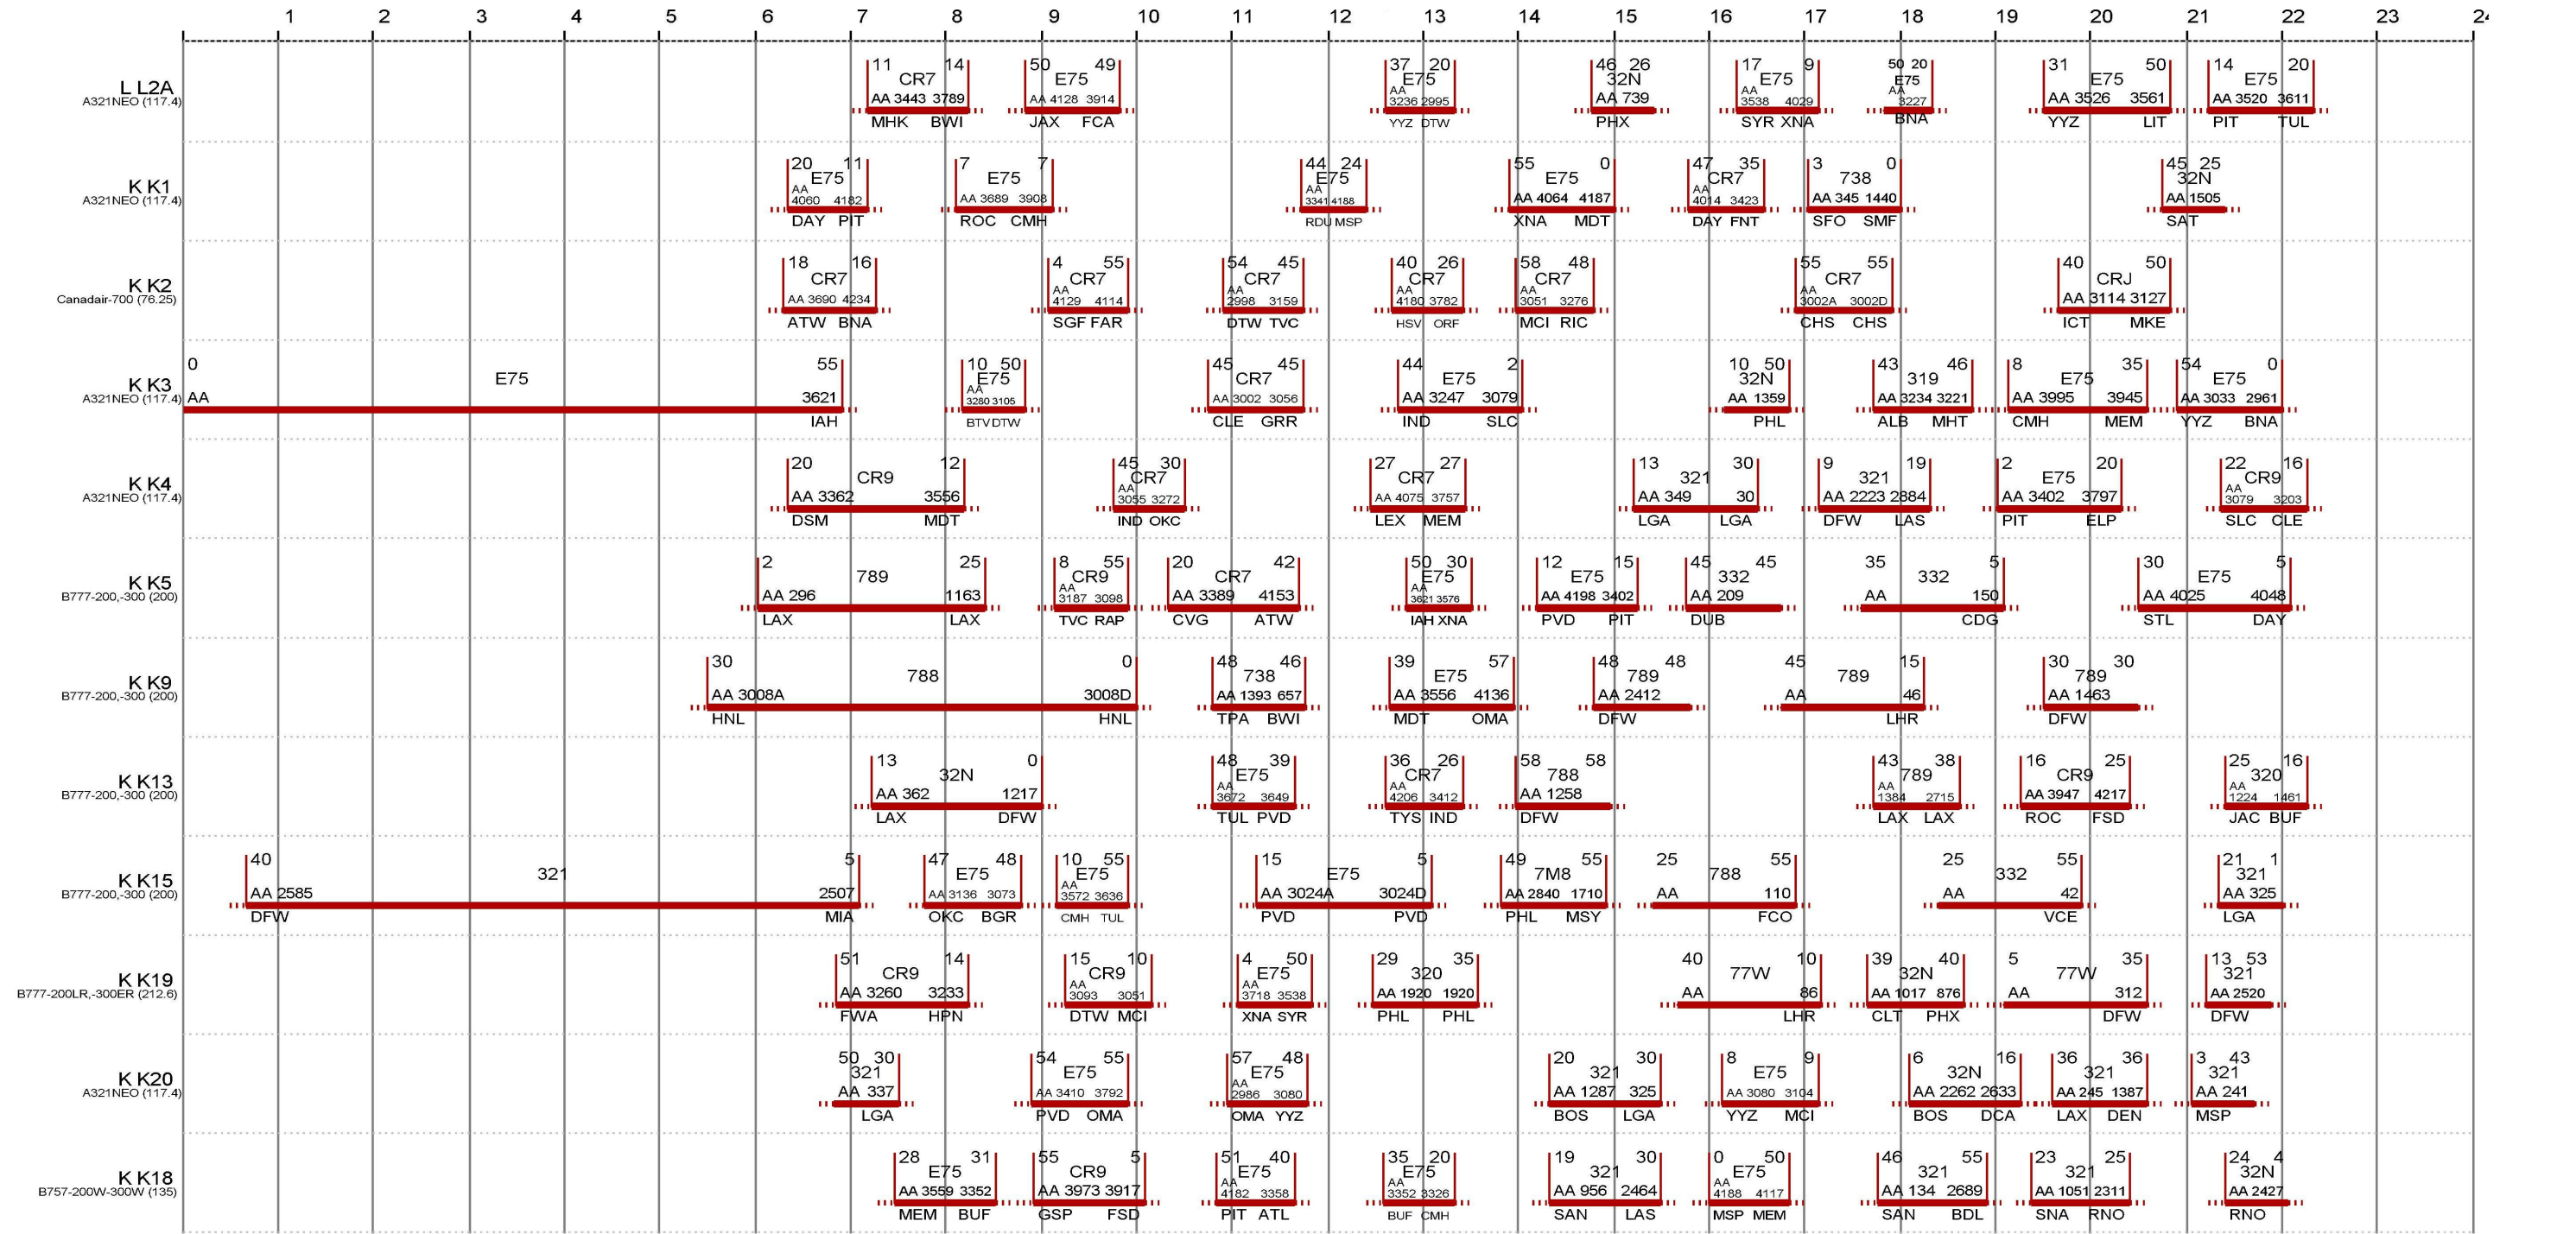 1 2 3 4 5 6 7 8 9 10 11 12 13 14 15 16 17 18 19 20 21 22 23 24
L L2A
A321NEO (117.4)
11 14 50 49 37 20 46 26 17 9 50 20 31 50 14 20
CR7 E75 E75 32N E75 E75 E75 E75
AA 3443 3789 AA 4128 3914 AA 3236 2995 AA 739 AA 3538 4029 AA 3227 AA 3526 3561 AA 3520 3611
MHK BWI JAX FCA YYZ DTW PHX SYR XNA BNA YYZ LIT PIT TUL
K K1
A321NEO (117.4)
20 11 7 7 44 24 55 0 47 35 3 0 45 25
E75 E75 E75 E75 CR7 738 32N
AA 4060 4182 AA 3689 3908 AA 3341 4188 AA 4064 4187 AA 4014 3423 AA 345 1440 AA 1505
DAY PIT ROC CMH RDU MSP XNA MDT DAY FNT SFO SMF SAT
K K2
Canadair-700 (76.25)
18 16 4 55 54 45 40 26 58 48 55 55 40 50
CR7 CR7 CR7 CR7 CR7 CR7 CRJ
AA 3690 4234 AA 4129 4114 AA 2998 3159 AA 4180 3782 AA 3051 3276 AA 3002A 3002D AA 3114 3127
ATW BNA SGF FAR DTW TVC HSV ORF MCI RIC CHS CHS ICT MKE
K K3
A321NEO (117.4)
0 55 10 50 45 45 44 2 10 50 43 46 8 35 54 0
E75 E75 CR7 E75 32N 319 E75 E75
AA 3621 AA 3280 3105 AA 3002 3056 AA 3247 3079 AA 1359 AA 3234 3221 AA 3995 3945 AA 3033 2961
IAH BTV DTW CLE GRR IND SLC PHL ALB MHT CMH MEM YYZ BNA
K K4
A321NEO (117.4)
20 12 45 30 27 27 13 30 9 19 2 20 22 16
CR9 CR7 CR7 321 321 E75 CR9
AA 3362 3556 AA 3055 3272 AA 4075 3757 AA 349 30 AA 2223 2884 AA 3402 3797 AA 3079 3203
DSM MDT IND OKC LEX MEM LGA LGA DFW LAS PIT ELP SLC CLE
K K5
B777-200,-300 (200)
2 25 8 55 20 42 50 30 12 15 45 45 35 5 30 5
789 CR9 CR7 E75 E75 332 332 E75
AA 296 1163 AA 3187 3098 AA 3389 4153 AA 3621 3576 AA 4198 3402 AA 209 AA 150 AA 4025 4048
LAX LAX TVC RAP CVG ATW IAH XNA PVD PIT DUB CDG STL DAY
K K9
B777-200,-300 (200)
30 0 48 46 39 57 48 48 45 15 30 30
788 738 E75 789 789 789
AA 3008A 3008D AA 1393 657 AA 3556 4136 AA 2412 AA 46 AA 1463
HNL HNL TPA BWI MDT OMA DFW LHR DFW
K K13
B777-200,-300 (200)
13 0 48 39 36 26 58 58 43 38 16 25 25 16
32N E75 CR7 788 789 CR9 320
AA 362 1217 AA 3672 3649 AA 4206 3412 AA 1258 AA 1384 2715 AA 3947 4217 AA 1224 1461
LAX DFW TUL PVD TYS IND DFW LAX LAX ROC FSD JAC BUF
K K15
B777-200,-300 (200)
40 5 47 48 10 55 15 5 49 55 25 55 25 55 21 1
321 E75 E75 E75 7M8 788 332 321
AA 2585 2507 AA 3136 3073 AA 3572 3636 AA 3024A 3024D AA 2840 1710 AA 110 AA 42 AA 325
DFW MIA OKC BGR CMH TUL PVD PVD PHL MSY FCO VCE LGA
K K19
B777-200LR,-300ER (212.6)
51 14 15 10 4 50 29 35 40 10 39 40 5 35 13 53
CR9 CR9 E75 320 77W 32N 77W 321
AA 3260 3233 AA 3093 3051 AA 3718 3538 AA 1920 1920 AA 86 AA 1017 876 AA 312 AA 2520
FWA HPN DTW MCI XNA SYR PHL PHL LHR CLT PHX DFW DFW
K K20
A321NEO (117.4)
50 30 54 55 57 48 20 30 8 9 6 16 36 36 3 43
321 E75 E75 321 E75 32N 321 321
AA 337 AA 3410 3792 AA 2986 3080 AA 1287 325 AA 3080 3104 AA 2262 2633 AA 245 1387 AA 241
LGA PVD OMA OMA YYZ BOS LGA YYZ MCI BOS DCA LAX DEN MSP
K K18
B757-200W-300W (135)
28 31 55 5 51 40 35 20 19 30 0 50 46 55 23 25 24 4
E75 CR9 E75 E75 321 E75 321 321 32N
AA 3559 3352 AA 3973 3917 AA 4182 3358 AA 3352 3326 AA 956 2464 AA 4188 4117 AA 134 2689 AA 1051 2311 AA 2427
MEM BUF GSP FSD PIT ATL BUF CMH SAN LAS MSP MEM SAN BDL SNA RNO RNO